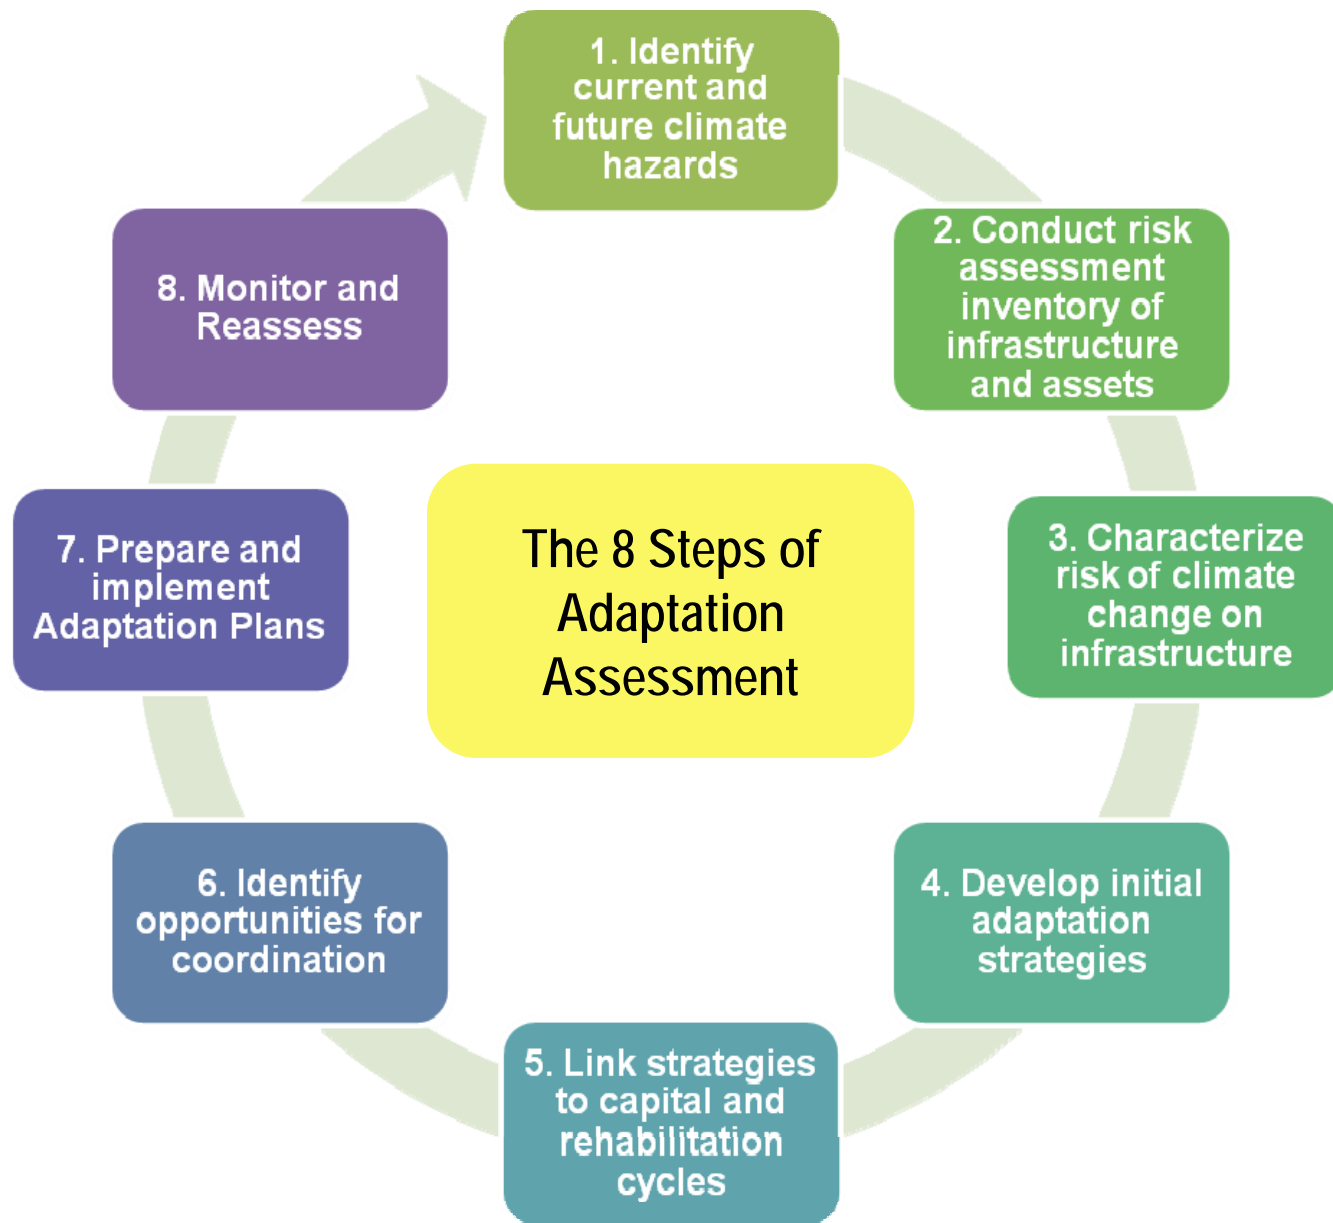 1. Identify
current and
future climate
hazards
2. Conduct risk
assessment
inventory of
infrastructure
and assets
3. Characterize
risk of climate
change on
infrastructure
4. Develop initial
adaptation
strategies
5. Link strategies
to capital and
rehabilitation
cycles
6. Identify
opportunities for
coordination
7. Prepare and
implement
Adaptation Plans
8. Monitor and
Reassess
The 8 Steps of
Adaptation
Assessment